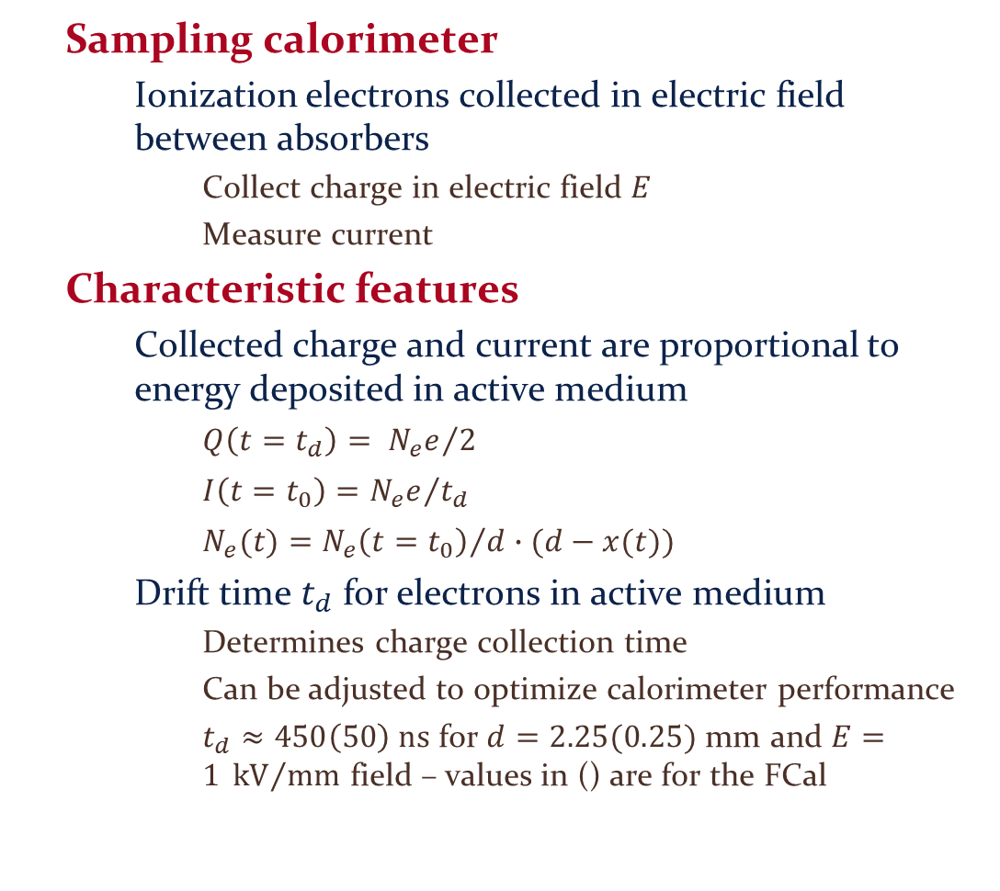 Sampling calorimeter
Ionization electrons collected in electric field
between absorbers
Collect charge in electric field E
Measure current
Characteristic features
Collected charge and current are proportional to
energy deposited in active medium
Q(t = t_d) = N_e e/2
I(t = t_0) = N_e e/t_d
N_e(t) = N_e(t = t_0)/d · (d − x(t))
Drift time t_d for electrons in active medium
Determines charge collection time
Can be adjusted to optimize calorimeter performance
t_d ≈ 450(50) ns for d = 2.25(0.25) mm and E =
1 kV/mm field – values in () are for the FCal